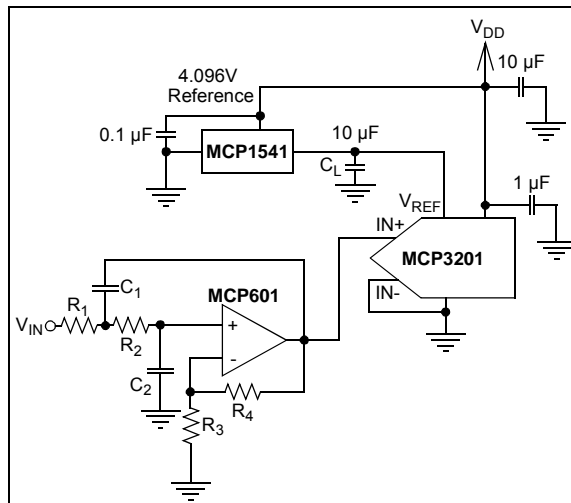 V_DD
10 µF
4.096V
Reference
0.1 µF
MCP1541
10 µF
C_L
1 µF
V_REF
IN+
MCP3201
IN-
C_1
MCP601
V_IN
R_1
R_2
+
-
C_2
R_4
R_3